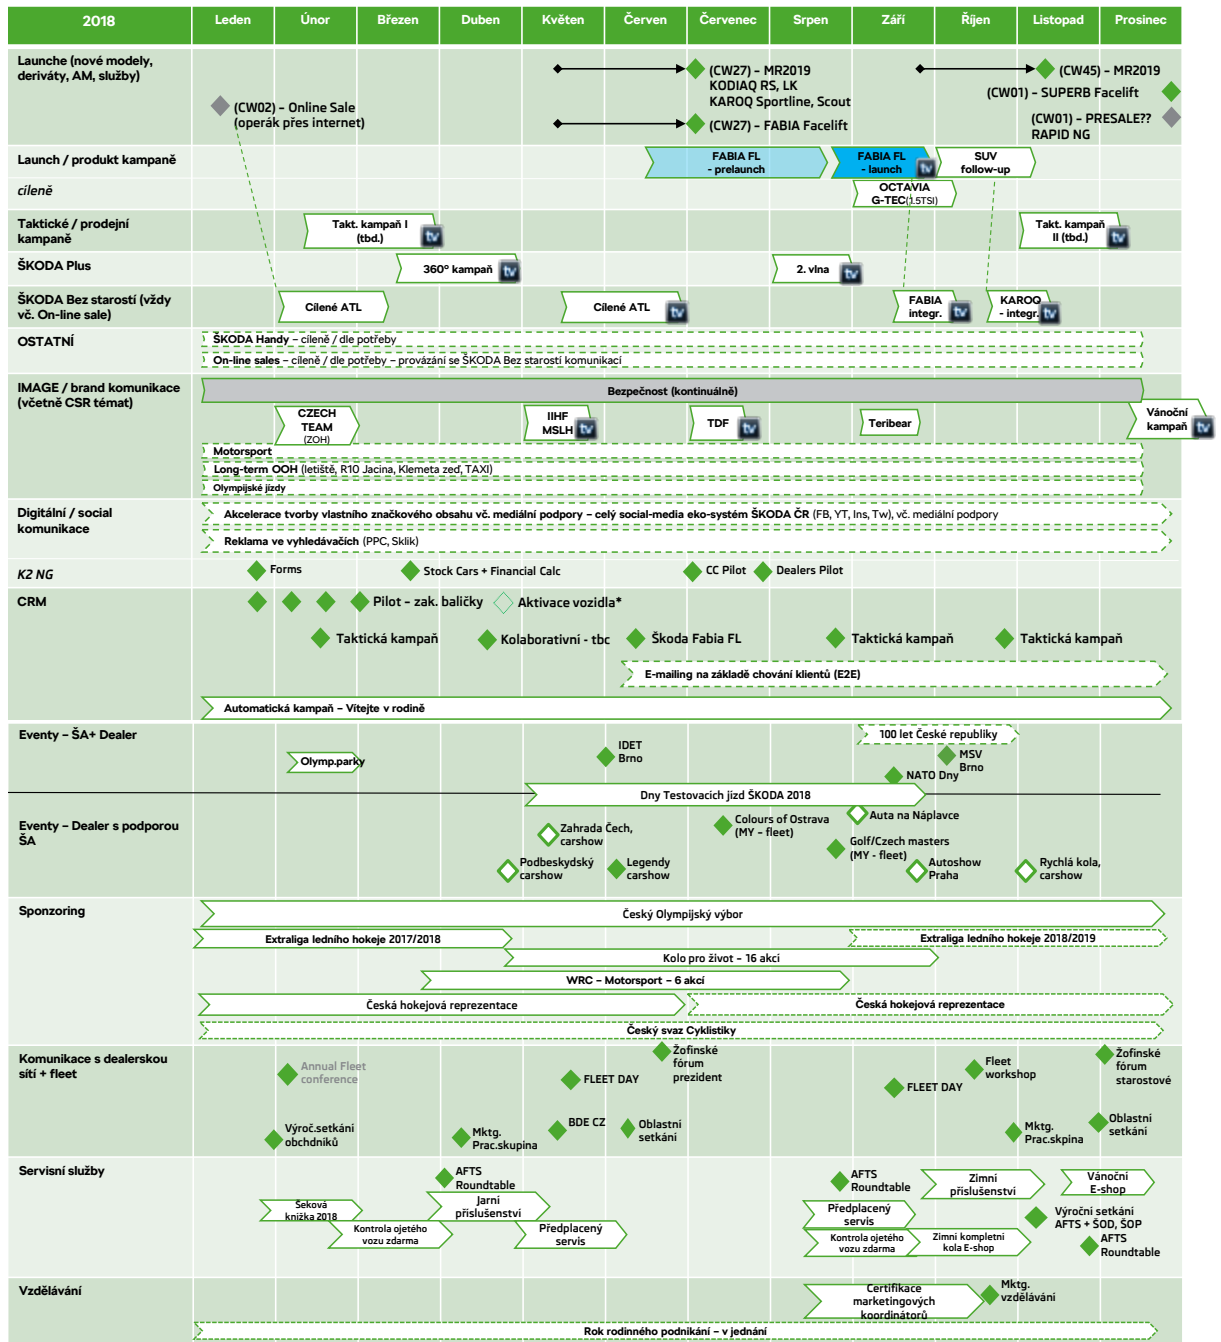 2018
Leden
Únor
Březen
Duben
Květen
Červen
Červenec
Srpen
Září
Říjen
Listopad
Prosinec
Launche (nové modely,
deriváty, AM, služby)
(CW02) – Online Sale
(operák přes internet)
(CW27) – MR2019
KODIAQ RS, LK
KAROQ Sportline, Scout
(CW27) – FABIA Facelift
(CW45) – MR2019
(CW01) – SUPERB Facelift
(CW01) – PRESALE??
RAPID NG
Launch / produkt kampaně
FABIA FL
- prelaunch
FABIA FL
- launch
tv
SUV
follow-up
cíleně
OCTAVIA
G-TEC(1.5TSI)
Taktické / prodejní
kampaně
Takt. kampaň I
(tbd.)
tv
Takt. kampaň
II (tbd.)
tv
ŠKODA Plus
360° kampaň
tv
2. vlna
tv
ŠKODA Bez starostí (vždy
vč. On-line sale)
Cílené ATL
Cílené ATL
tv
FABIA
integr.
tv
KAROQ
- integr.
tv
OSTATNÍ
ŠKODA Handy – cíleně / dle potřeby
On-line sales – cíleně / dle potřeby – provázání se ŠKODA Bez starostí komunikací
IMAGE / brand komunikace
(včetně CSR témat)
Bezpečnost (kontinuálně)
CZECH
TEAM
(ZOH)
IIHF
MSLH
tv
TDF
tv
Teribear
Vánoční
kampaň
tv
Motorsport
Long-term OOH (letiště, R10 Jacina, Klemeta zeď, TAXI)
Olympijské jízdy
Digitální / social
komunikace
Akcelerace tvorby vlastního značkového obsahu vč. mediální podpory – celý social-media eko-systém ŠKODA ČR (FB, YT, Ins, Tw), vč. mediální podpory
Reklama ve vyhledávačích (PPC, Sklik)
K2 NG
Forms
Stock Cars + Financial Calc
CC Pilot
Dealers Pilot
CRM
Pilot – zak. baličky
Aktivace vozidla*
Taktická kampaň
Kolaborativní - tbc
Škoda Fabia FL
Taktická kampaň
Taktická kampaň
E-mailing na základě chování klientů (E2E)
Automatická kampaň – Vítejte v rodině
Eventy – ŠA+ Dealer
100 let České republiky
Olymp.parky
IDET
Brno
MSV
Brno
NATO Dny
Dny Testovacích jízd ŠKODA 2018
Eventy – Dealer s podporou
ŠA
Zahrada Čech,
carshow
Colours of Ostrava
(MY – fleet)
Auta na Náplavce
Golf/Czech masters
(MY - fleet)
Podbeskydský
carshow
Legendy
carshow
Autoshow
Praha
Rychlá kola,
carshow
Sponzoring
Český Olympijský výbor
Extraliga ledního hokeje 2017/2018
Extraliga ledního hokeje 2018/2019
Kolo pro život – 16 akcí
WRC – Motorsport – 6 akcí
Česká hokejová reprezentace
Česká hokejová reprezentace
Český svaz Cyklistiky
Komunikace s dealerskou
sítí + fleet
Annual Fleet
conference
FLEET DAY
Žofinské
fórum
prezident
FLEET DAY
Fleet
workshop
Žofinské
fórum
starostové
Výroč.setkání
obchdníků
Mktg.
Prac.skupina
BDE CZ
Oblastní
setkání
Mktg.
Prac.skpina
Oblastní
setkání
Servisní služby
AFTS
Roundtable
AFTS
Roundtable
Zimní
příslušenství
Vánoční
E-shop
Šeková
knížka 2018
Jarní
příslušenství
Předplacený
servis
Výroční setkání
AFTS + ŠOD, ŠOP
Kontrola ojetého
vozu zdarma
Předplacený
servis
Kontrola ojetého
vozu zdarma
Zimní kompletní
kola E-shop
AFTS
Roundtable
Vzdělávání
Certifikace
marketingových
koordinátorů
Mktg.
vzdělávání
Rok rodinného podnikání – v jednání